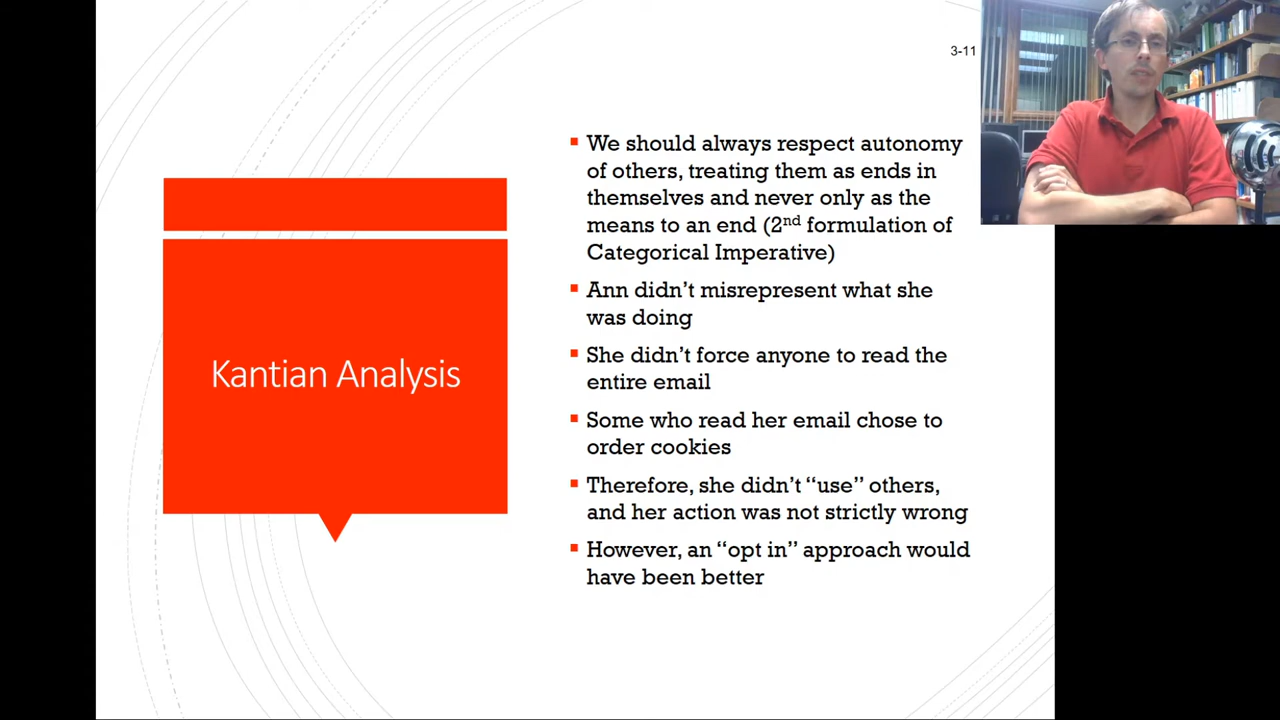 3-11
Kantian Analysis
▪ We should always respect autonomy
of others, treating them as ends in
themselves and never only as the
means to an end (2nd formulation of
Categorical Imperative)
▪ Ann didn’t misrepresent what she
was doing
▪ She didn’t force anyone to read the
entire email
▪ Some who read her email chose to
order cookies
▪ Therefore, she didn’t “use” others,
and her action was not strictly wrong
▪ However, an “opt in” approach would
have been better